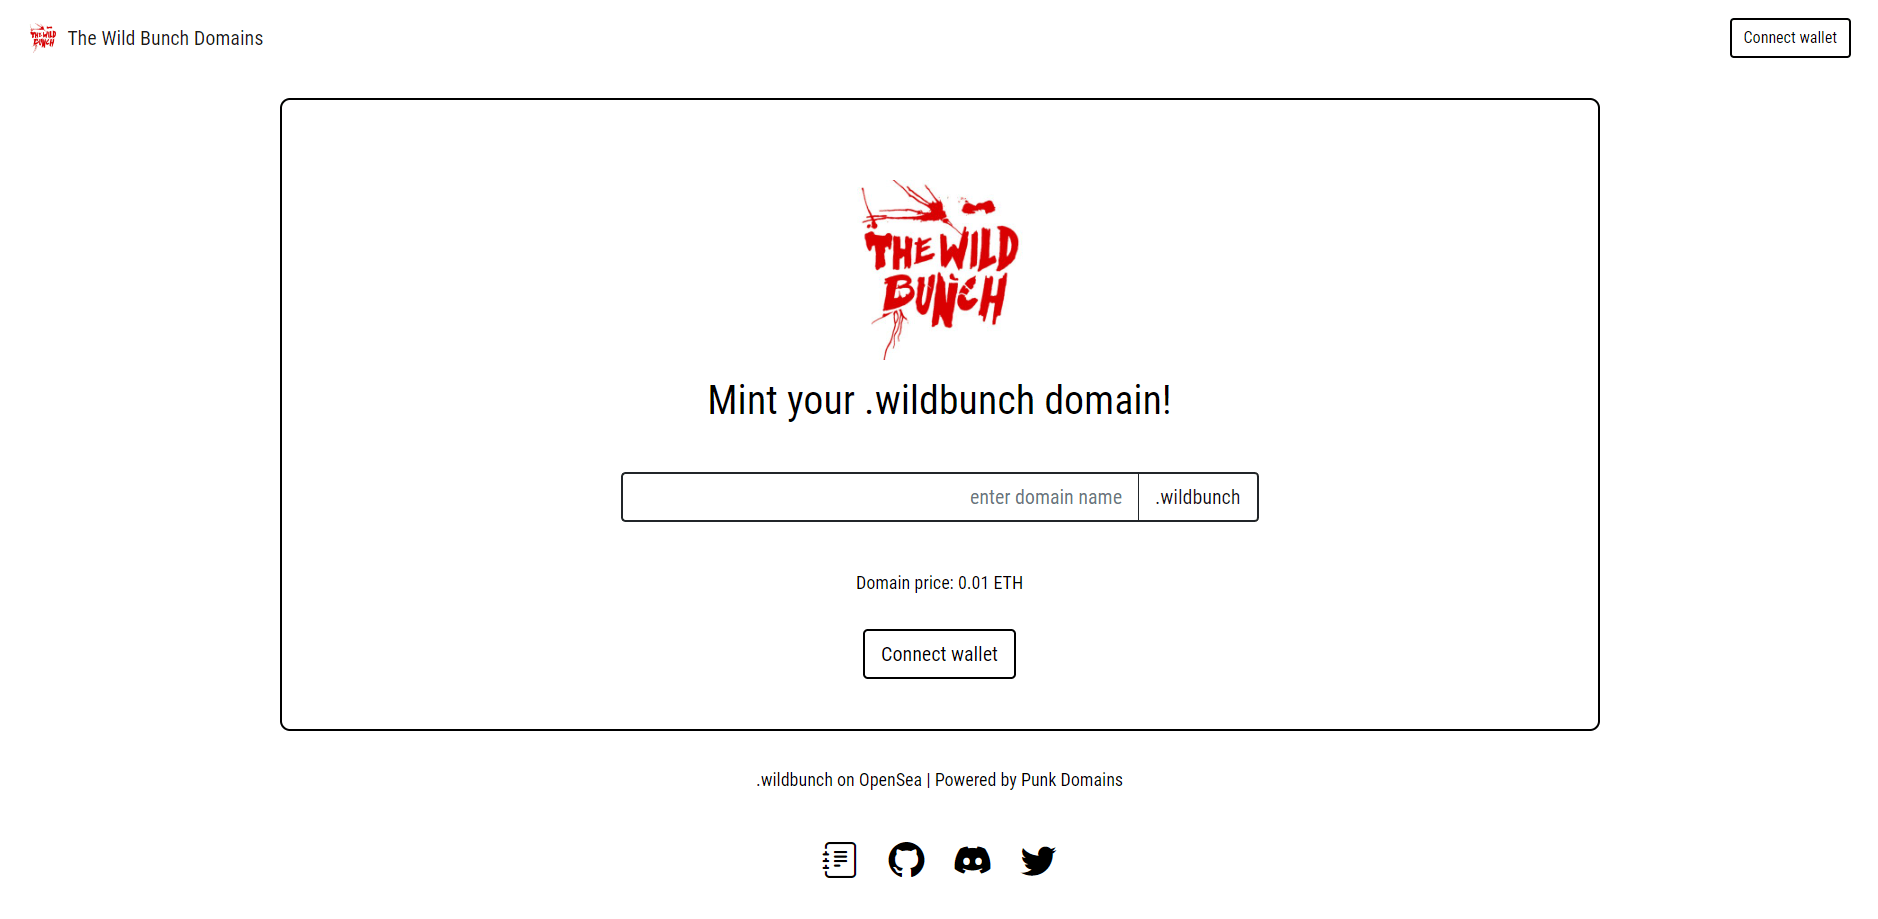 THE WILD
BUNCH
The Wild Bunch Domains
Connect wallet
THE WILD
BUNCH
Mint your .wildbunch domain!
enter domain name
.wildbunch
Domain price: 0.01 ETH
Connect wallet
.wildbunch on OpenSea | Powered by Punk Domains